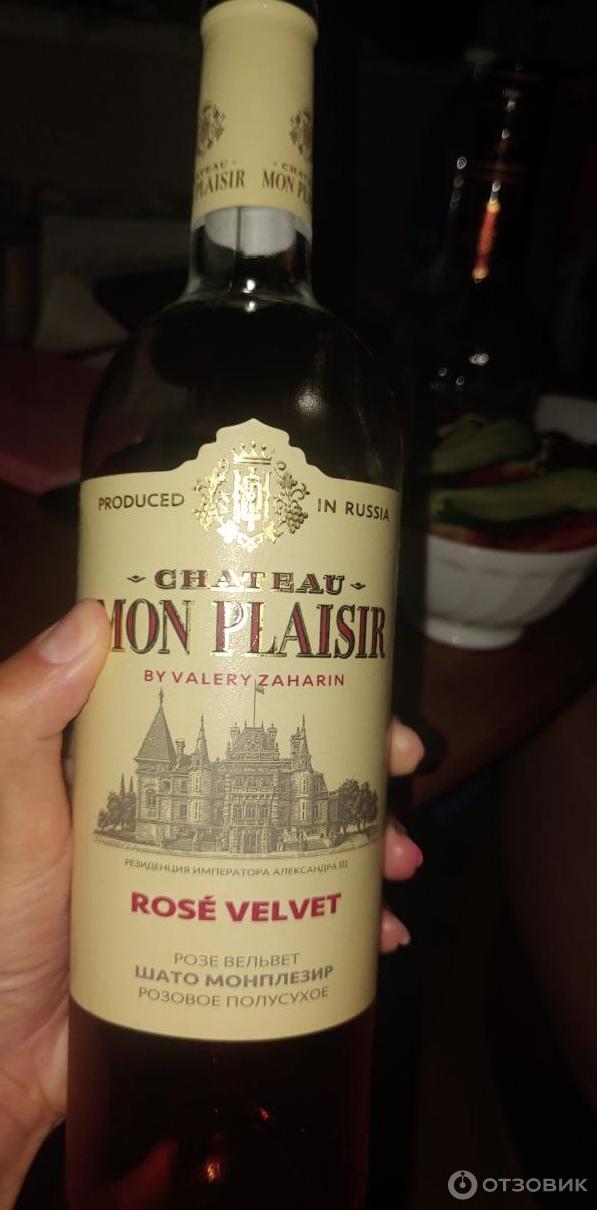 CHATEAU
PLAISIR MON
PRODUCED IN RUSSIA
CHATEAU
MON PLAISIR
BY VALERY ZAHARIN
РЕЗИДЕНЦИЯ ИМПЕРАТОРА АЛЕКСАНДРА III
ROSÉ VELVET
РОЗЕ ВЕЛЬВЕТ
ШАТО МОНПЛЕЗИР
РОЗОВОЕ ПОЛУСУХОЕ
ОТЗОВИК